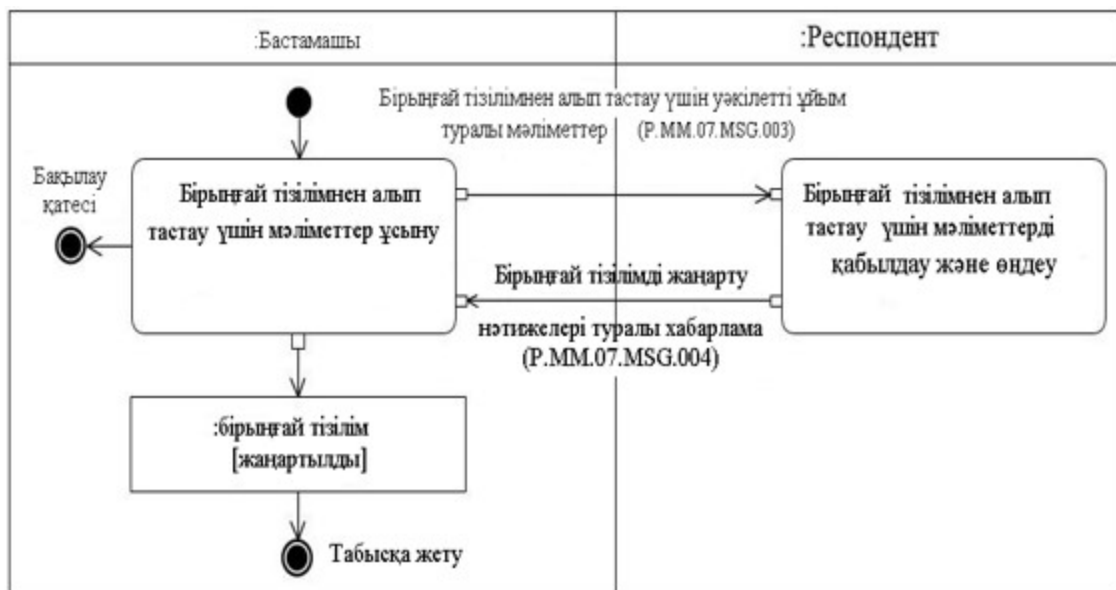 :Бастамашы
:Респондент
Бірыңғай тізілімнен алып тастау үшін уәкілетті ұйым
туралы мәліметтер (P.MM.07.MSG.003)
Бақылау
қатесі
Бірыңғай тізілімнен алып
тастау үшін мәліметтер ұсыну
Бірыңғай тізілімнен алып
тастау үшін мәліметтерді
қабылдау және өңдеу
Бірыңғай тізілімді жаңарту
нәтижелері туралы хабарлама
(P.MM.07.MSG.004)
:бірыңғай тізілім
[жаңартылды]
Табысқа жету